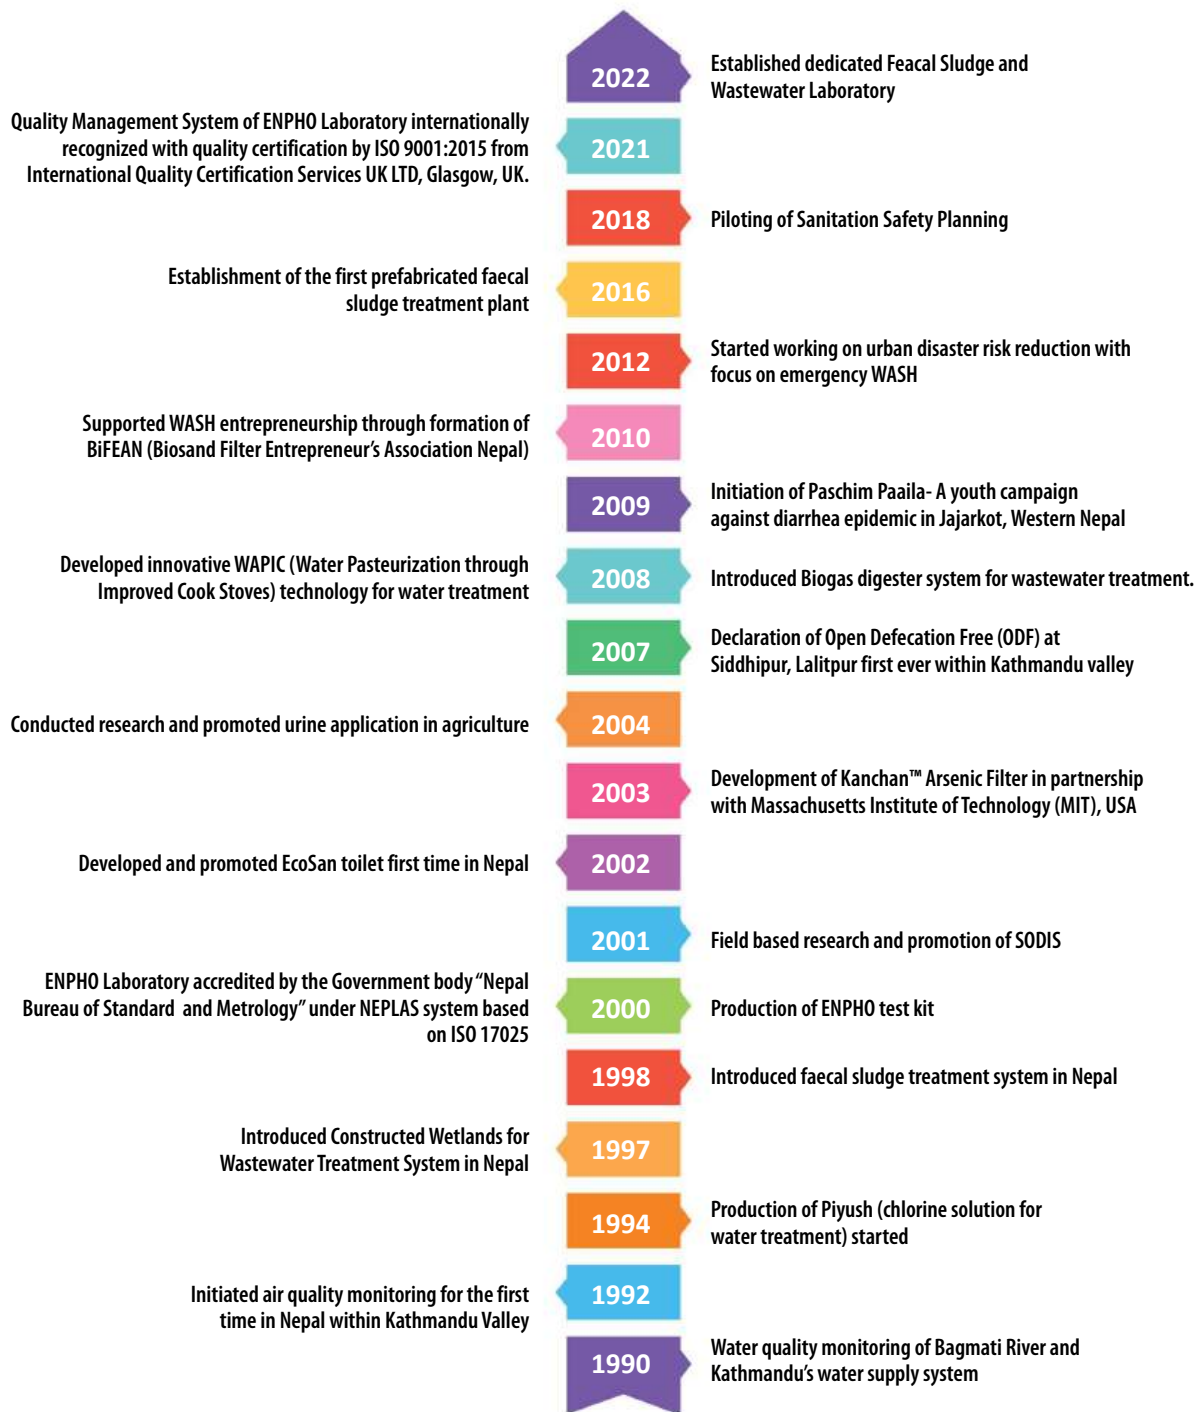 2022
Established dedicated Feacal Sludge and
Wastewater Laboratory
Quality Management System of ENPHO Laboratory internationally
recognized with quality certification by ISO 9001:2015 from
International Quality Certification Services UK LTD, Glasgow, UK.
2021
2018
Piloting of Sanitation Safety Planning
Establishment of the first prefabricated faecal
sludge treatment plant
2016
2012
Started working on urban disaster risk reduction with
focus on emergency WASH
Supported WASH entrepreneurship through formation of
BiFEAN (Biosand Filter Entrepreneur's Association Nepal)
2010
2009
Initiation of Paschim Paaila- A youth campaign
against diarrhea epidemic in Jajarkot, Western Nepal
Developed innovative WAPIC (Water Pasteurization through
Improved Cook Stoves) technology for water treatment
2008
Introduced Biogas digester system for wastewater treatment.
2007
Declaration of Open Defecation Free (ODF) at
Siddhipur, Lalitpur first ever within Kathmandu valley
Conducted research and promoted urine application in agriculture
2004
2003
Development of Kanchan™ Arsenic Filter in partnership
with Massachusetts Institute of Technology (MIT), USA
Developed and promoted EcoSan toilet first time in Nepal
2002
2001
Field based research and promotion of SODIS
ENPHO Laboratory accredited by the Government body “Nepal
Bureau of Standard and Metrology” under NEPLAS system based
on ISO 17025
2000
Production of ENPHO test kit
1998
Introduced faecal sludge treatment system in Nepal
Introduced Constructed Wetlands for
Wastewater Treatment System in Nepal
1997
1994
Production of Piyush (chlorine solution for
water treatment) started
Initiated air quality monitoring for the first
time in Nepal within Kathmandu Valley
1992
1990
Water quality monitoring of Bagmati River and
Kathmandu’s water supply system